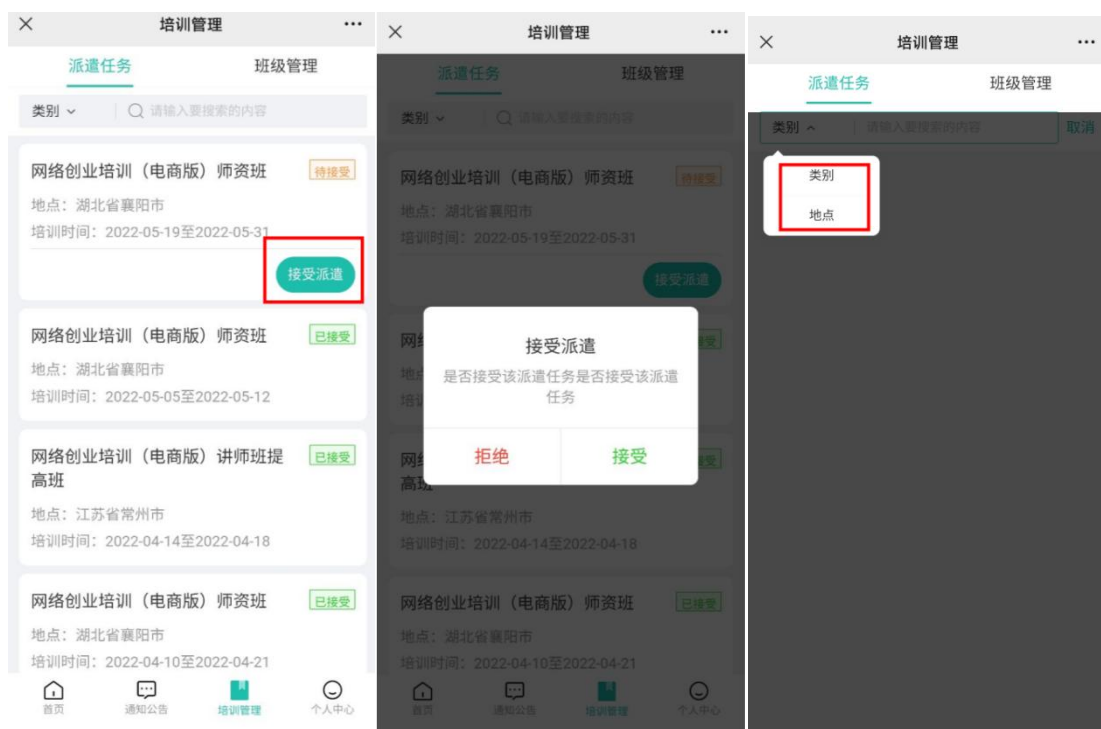 培训管理
派遣任务 班级管理
类别 请输入要搜索的内容
网络创业培训（电商版）师资班 待接受
地点：湖北省襄阳市
培训时间：2022-05-19至2022-05-31
接受派遣
网络创业培训（电商版）师资班 已接受
地点：湖北省襄阳市
培训时间：2022-05-05至2022-05-12
网络创业培训（电商版）讲师班提 已接受
高班
地点：江苏省常州市
培训时间：2022-04-14至2022-04-18
网络创业培训（电商版）师资班 已接受
地点：湖北省襄阳市
培训时间：2022-04-10至2022-04-21
首页 通知公告 培训管理 个人中心
培训管理
派遣任务 班级管理
类别 请输入要搜索的内容
网络创业培训（电商版）师资班 待接受
地点：湖北省襄阳市
培训时间：2022-05-19至2022-05-31
接受派遣
网络
地点
培训
接受派遣
是否接受该派遣任务是否接受该派遣
任务
拒绝 接受
网络
高班
地点：江苏省常州市
培训时间：2022-04-14至2022-04-18
网络创业培训（电商版）师资班 已接受
地点：湖北省襄阳市
培训时间：2022-04-10至2022-04-21
首页 通知公告 培训管理 个人中心
培训管理
派遣任务 班级管理
类别 请输入要搜索的内容 取消
类别
地点